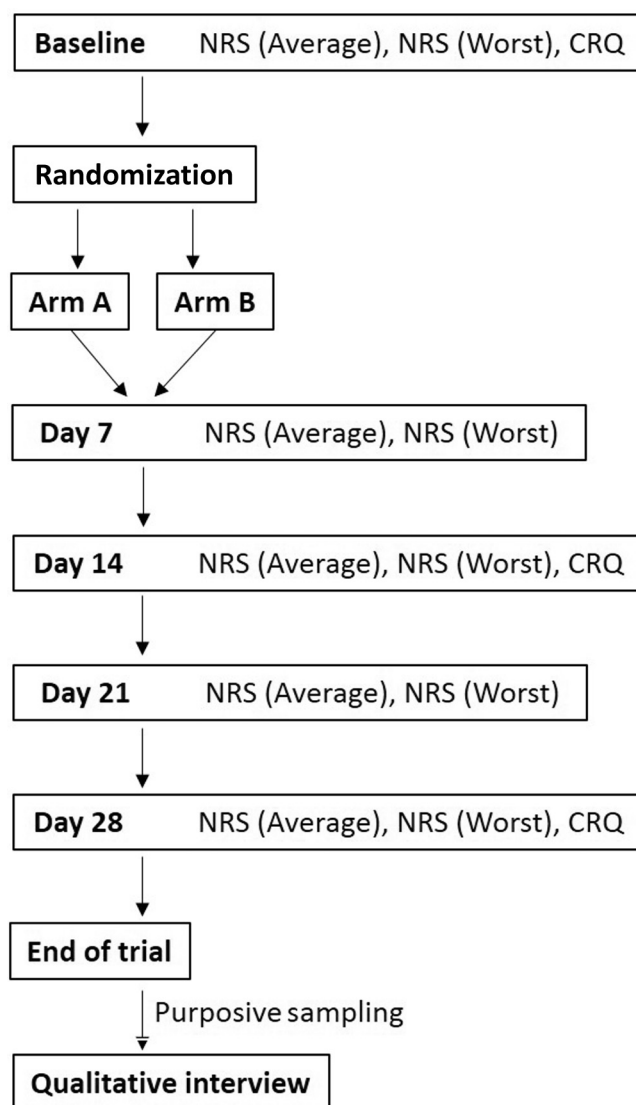 Baseline NRS (Average), NRS (Worst), CRQ
Randomization
Arm A Arm B
Day 7 NRS (Average), NRS (Worst)
Day 14 NRS (Average), NRS (Worst), CRQ
Day 21 NRS (Average), NRS (Worst)
Day 28 NRS (Average), NRS (Worst), CRQ
End of trial
Purposive sampling
Qualitative interview